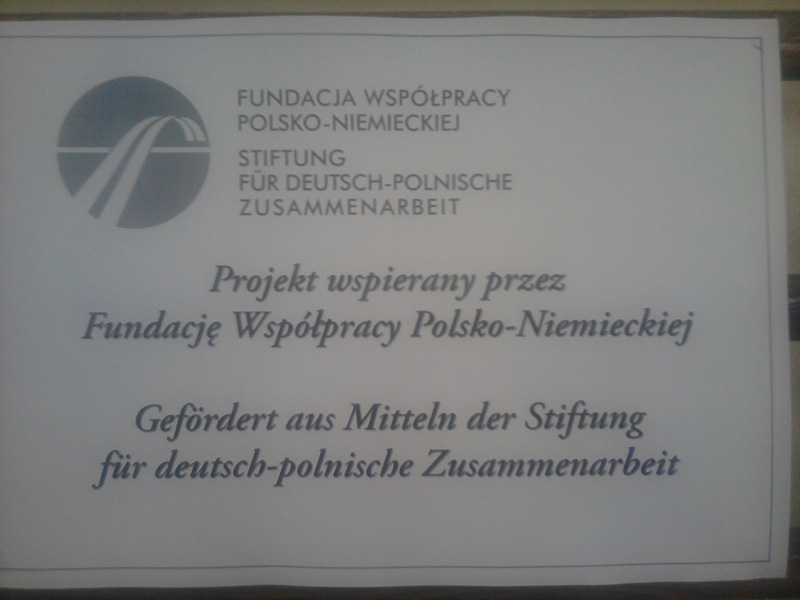 FUNDACJA WSPÓŁPRACY
POLSKO-NIEMIECKIEJ
STIFTUNG
FÜR DEUTSCH-POLNISCHE
ZUSAMMENARBEIT
Projekt wspierany przez
Fundację Współpracy Polsko-Niemieckiej
Gefördert aus Mitteln der Stiftung
für deutsch-polnische Zusammenarbeit